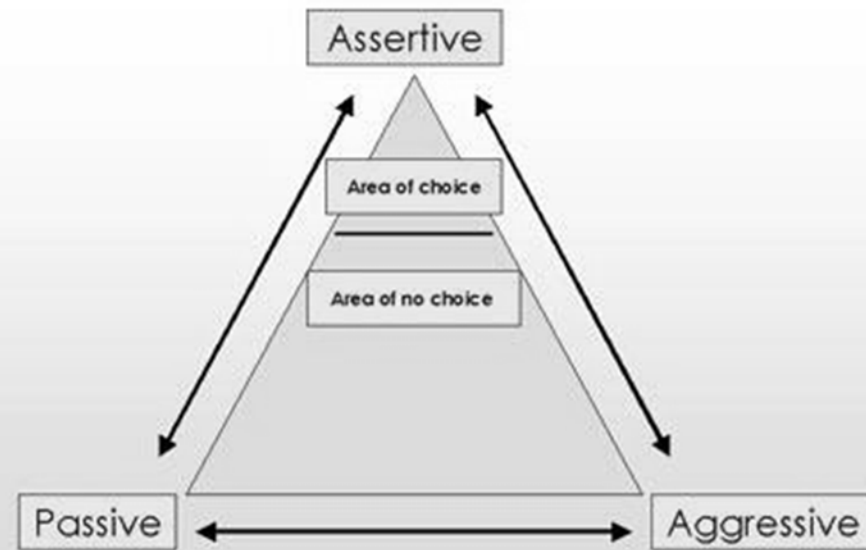 Assertive
Area of choice
Area of no choice
Passive
Aggressive